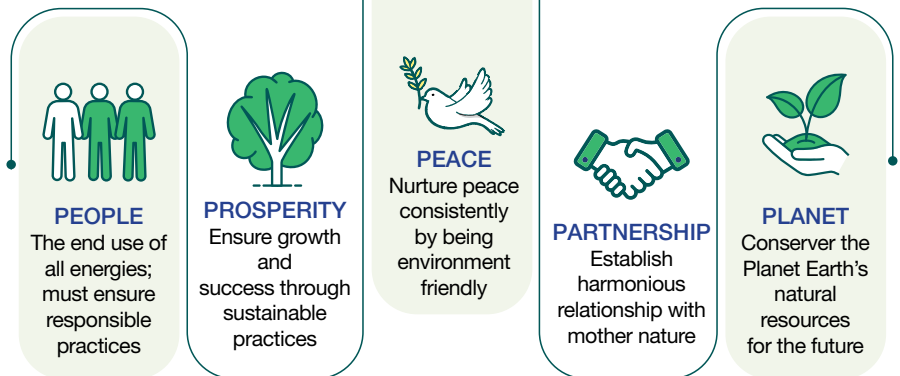 PEOPLE
The end use of
all energies;
must ensure
responsible
practices
PROSPERITY
Ensure growth
and
success through
sustainable
practices
PEACE
Nurture peace
consistently
by being
environment
friendly
PARTNERSHIP
Establish
harmonious
relationship with
mother nature
PLANET
Conserver the
Planet Earth’s
natural
resources
for the future